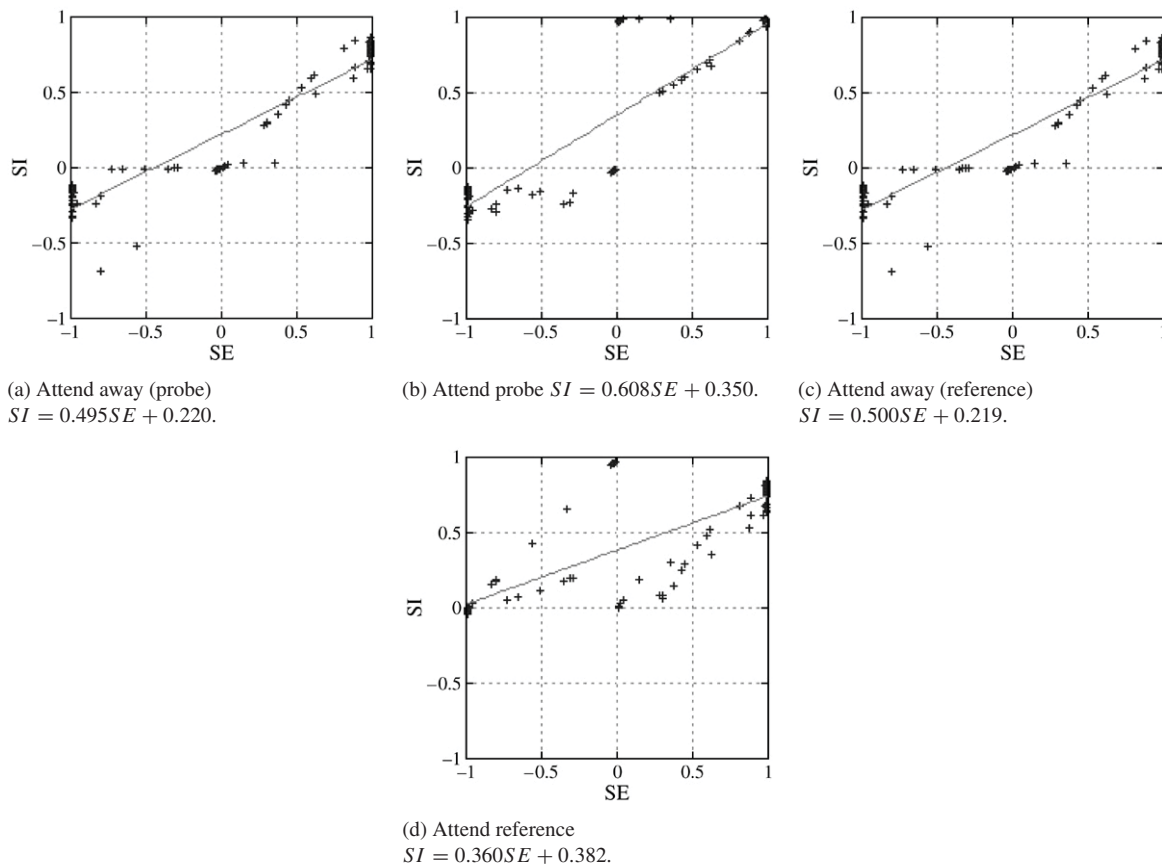 1
0.5
SI
0
−0.5
−1
−1
−0.5
0
0.5
1
SE
(a) Attend away (probe)
SI = 0.495SE + 0.220.
1
0.5
SI
0
−0.5
−1
−1
−0.5
0
0.5
1
SE
(b) Attend probe SI = 0.608SE + 0.350.
1
0.5
SI
0
−0.5
−1
−1
−0.5
0
0.5
1
SE
(c) Attend away (reference)
SI = 0.500SE + 0.219.
1
0.5
SI
0
−0.5
−1
−1
−0.5
0
0.5
1
SE
(d) Attend reference
SI = 0.360SE + 0.382.